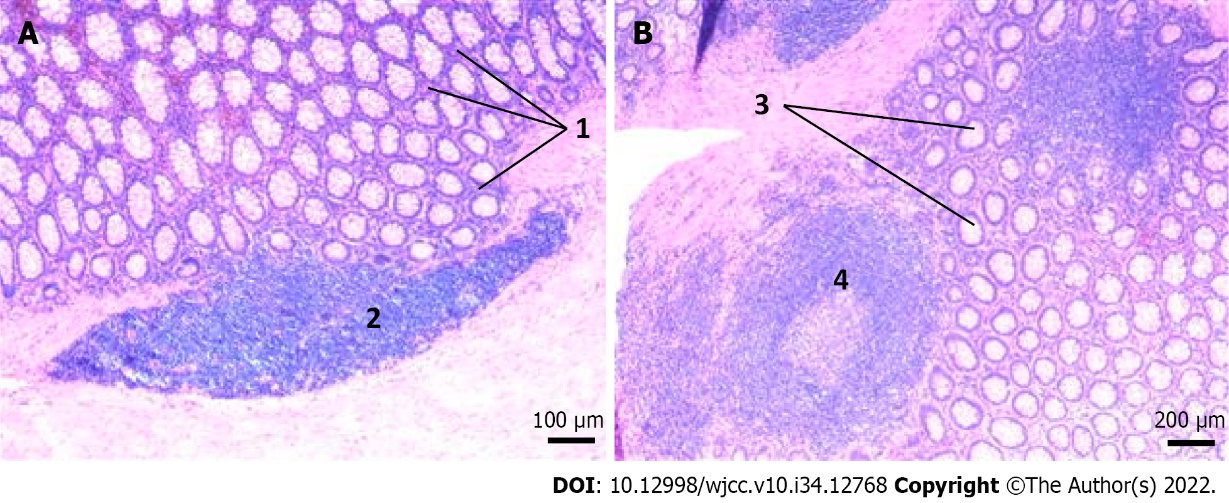 A
1
2
100 µm
B
3
4
200 µm
DOI: 10.12998/wjcc.v10.i34.12768 Copyright ©The Author(s) 2022.